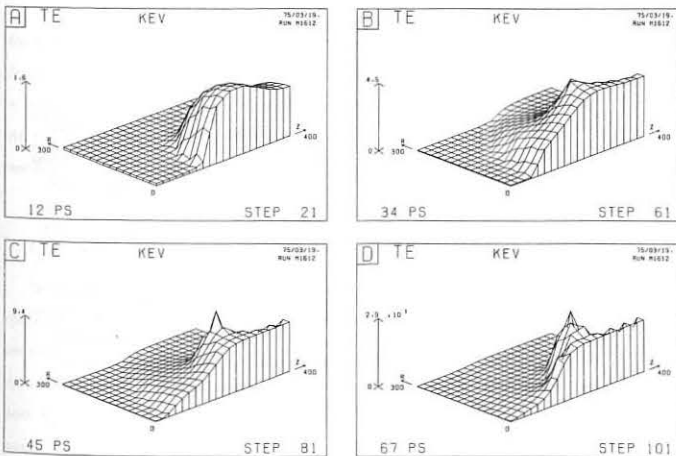 A TE KEV 75/03/19.
RUN M1612
1.6
0
R
300
Z
400
0
12 PS STEP 21
B TE KEV 75/03/19.
RUN M1612
4.5
0
R
300
Z
400
0
34 PS STEP 61
C TE KEV 75/03/19.
RUN M1612
9.4
0
R
300
Z
400
0
45 PS STEP 81
D TE KEV 75/03/19.
RUN M1612
×10 1
0
R
300
Z
400
0
67 PS STEP 101